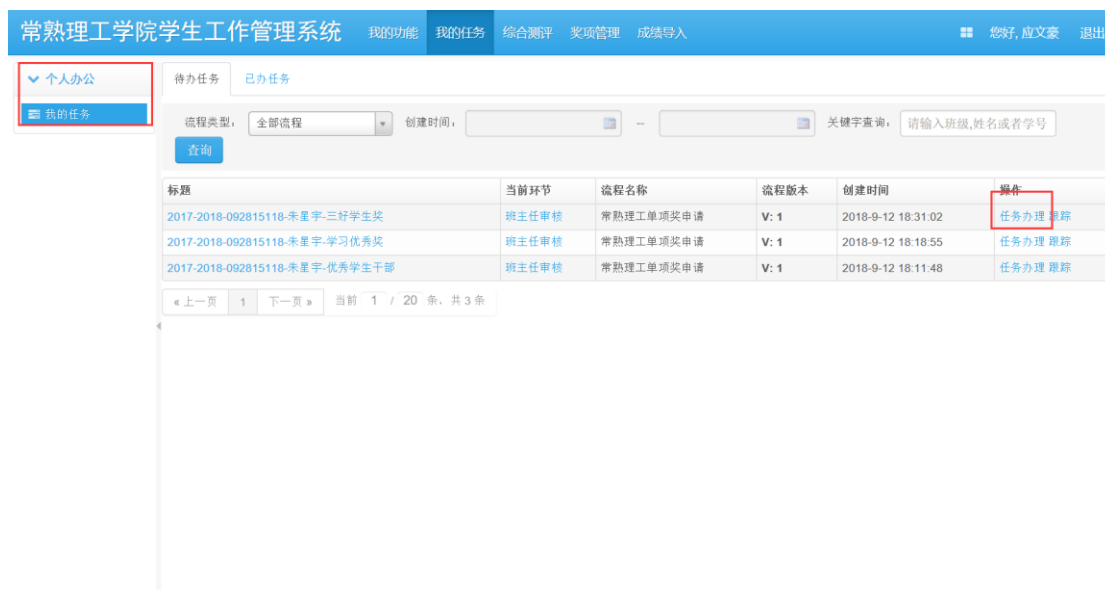 常熟理工学院学生工作管理系统 我的功能 我的任务 综合测评 奖项管理 成绩导入 您好, 应文豪 退出
个人办公
我的任务
待办任务 已办任务
流程类型: 全部流程 创建时间: -- 关键字查询: 请输入班级,姓名或者学号
查询
标题 当前环节 流程名称 流程版本 创建时间 操作
2017-2018-092815118-朱星宇-三好学生奖 班主任审核 常熟理工单项奖申请 V: 1 2018-9-12 18:31:02 任务办理 跟踪
2017-2018-092815118-朱星宇-学习优秀奖 班主任审核 常熟理工单项奖申请 V: 1 2018-9-12 18:18:55 任务办理 跟踪
2017-2018-092815118-朱星宇-优秀学生干部 班主任审核 常熟理工单项奖申请 V: 1 2018-9-12 18:11:48 任务办理 跟踪
« 上一页 1 下一页 » 当前 1 / 20 条、共 3 条